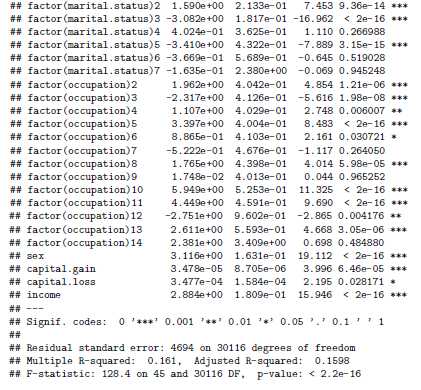 ## factor(marital.status)2  1.590e+00  2.133e-01   7.453 9.36e-14 ***
## factor(marital.status)3 -3.082e+00  1.817e-01 -16.962  < 2e-16 ***
## factor(marital.status)4  4.024e-01  3.625e-01   1.110 0.266988
## factor(marital.status)5 -3.410e+00  4.322e-01  -7.889 3.15e-15 ***
## factor(marital.status)6 -3.669e-01  5.689e-01  -0.645 0.519028
## factor(marital.status)7 -1.635e-01  2.380e+00  -0.069 0.945248
## factor(occupation)2      1.962e+00  4.042e-01   4.854 1.21e-06 ***
## factor(occupation)3     -2.317e+00  4.126e-01  -5.616 1.98e-08 ***
## factor(occupation)4      1.107e+00  4.029e-01   2.748 0.006007 **
## factor(occupation)5      3.397e+00  4.004e-01   8.483  < 2e-16 ***
## factor(occupation)6      8.865e-01  4.103e-01   2.161 0.030721 *
## factor(occupation)7     -5.222e-01  4.676e-01  -1.117 0.264050
## factor(occupation)8      1.765e+00  4.398e-01   4.014 5.98e-05 ***
## factor(occupation)9      1.748e-02  4.013e-01   0.044 0.965252
## factor(occupation)10     5.949e+00  5.253e-01  11.325  < 2e-16 ***
## factor(occupation)11     4.449e+00  4.591e-01   9.690  < 2e-16 ***
## factor(occupation)12    -2.751e+00  9.602e-01  -2.865 0.004176 **
## factor(occupation)13     2.611e+00  5.593e-01   4.668 3.05e-06 ***
## factor(occupation)14     2.381e+00  3.409e+00   0.698 0.484880
## sex                      3.116e+00  1.631e-01  19.112  < 2e-16 ***
## capital.gain             3.478e-05  8.705e-06   3.996 6.46e-05 ***
## capital.loss             3.477e-04  1.584e-04   2.195 0.028171 *
## income                   2.884e+00  1.809e-01  15.946  < 2e-16 ***
## ---
## Signif. codes:  0 '***' 0.001 '**' 0.01 '*' 0.05 '.' 0.1 ' ' 1
##
## Residual standard error: 4694 on 30116 degrees of freedom
## Multiple R-squared:  0.161,  Adjusted R-squared:  0.1598
## F-statistic: 128.4 on 45 and 30116 DF,  p-value: < 2.2e-16